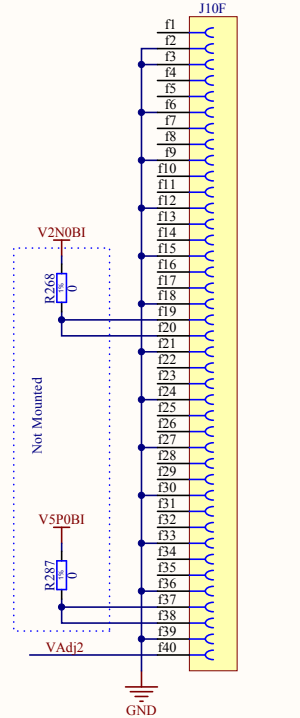 J10F
f1
f2
f3
f4
f5
f6
f7
f8
f9
f10
f11
f12
f13
f14
f15
f16
f17
f18
f19
f20
f21
f22
f23
f24
f25
f26
f27
f28
f29
f30
f31
f32
f33
f34
f35
f36
f37
f38
f39
f40
V2N0BI
R268
1%
0
Not Mounted
V5P0BI
R287
1%
0
VAdj2
GND